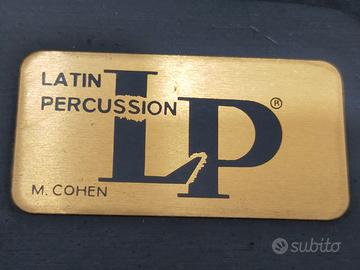 LATIN
PERCUSSION
LP®
M. COHEN
subito